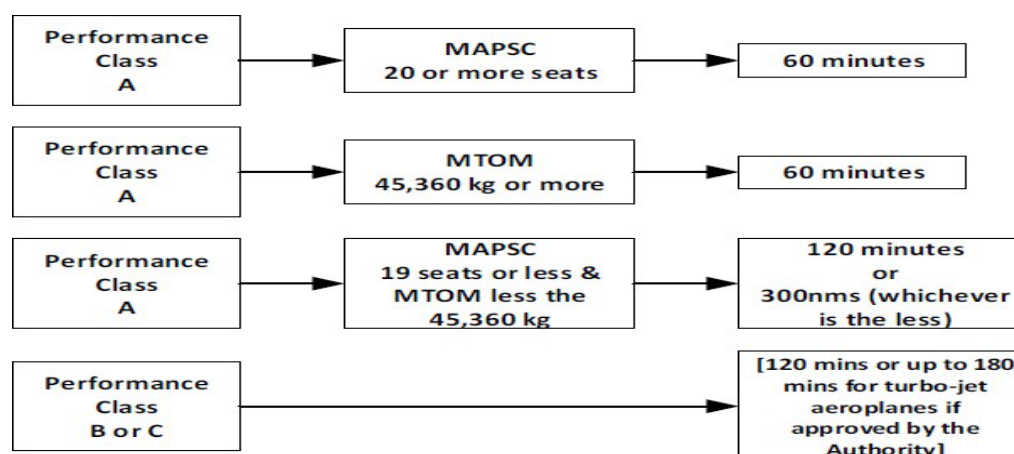 Performance
Class
A
MAPSC
20 or more seats
60 minutes
Performance
Class
A
MTOM
45,360 kg or more
60 minutes
Performance
Class
A
MAPSC
19 seats or less &
MTOM less the
45,360 kg
120 minutes
or
300nms (whichever
is the less)
Performance
Class
B or C
[120 mins or up to 180
mins for turbo-jet
aeroplanes if
approved by the
Authority]